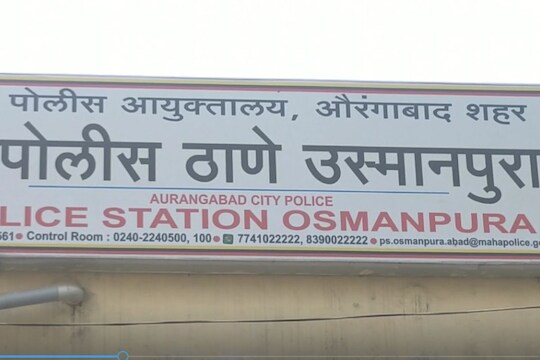 पोलीस आयुक्तालय, औरंगाबाद शहर
पोलीस ठाणे उस्मानपुरा
AURANGABAD CITY POLICE
LICE STATION OSMANPURA
661 ● Control Room : 0240-2240500, 100 ● 7741022222, 8390022222 ● ps.osmanpura.abad@mahapolice.go